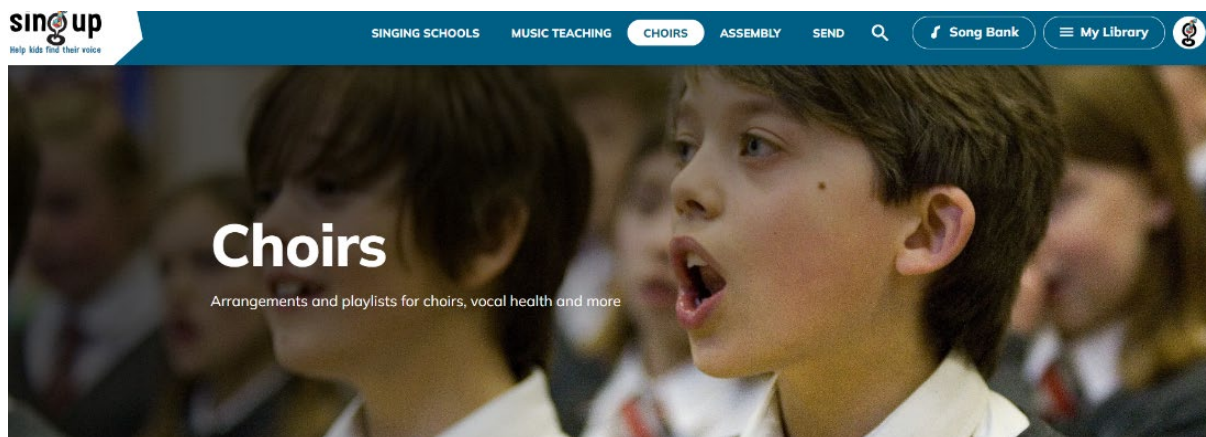 sing up
Help kids find their voice
SINGING SCHOOLS MUSIC TEACHING CHOIRS ASSEMBLY SEND Song Bank My Library
Choirs
Arrangements and playlists for choirs, vocal health and more